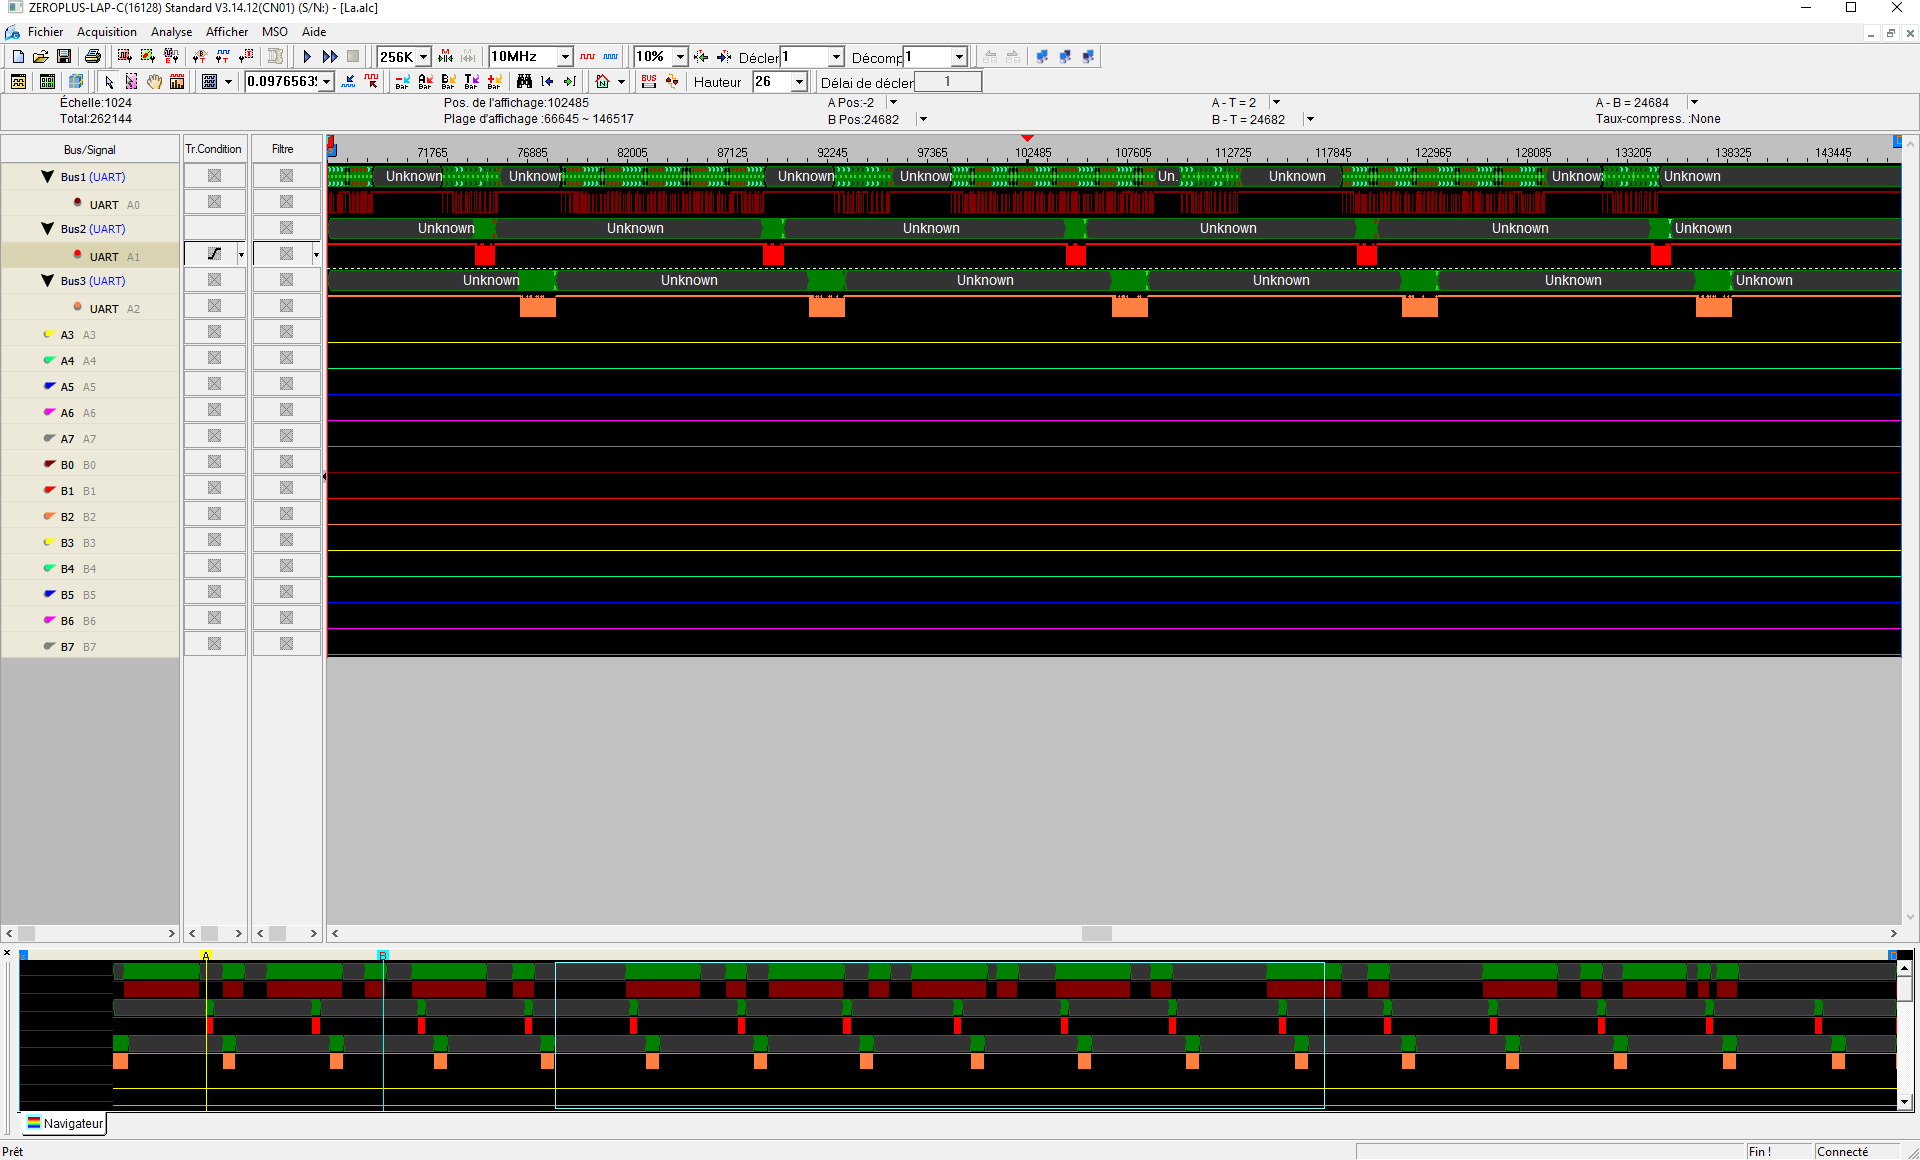 ZEROPLUS-LAP-C(16128) Standard V3.14.12(CN01) (S/N:) - [La.alc]
Fichier Acquisition Analyse Afficher MSO Aide
256K 10MHz 10% Décler 1 Décomp 1
0.0976563 Hauteur 26 Délai de décler 1
Échelle:1024 Pos. de l'affichage:102485 A Pos:-2 A - T = 2 A - B = 24684
Total:262144 Plage d'affichage :66645 ~ 146517 B Pos:24682 B - T = 24682 Taux-compress. :None
Bus/Signal Tr.Condition Filtre
71765 76885 82005 87125 92245 97365 102485 107605 112725 117845 122965 128085 133205 138325 143445
Bus1 (UART) Unknown Unknown Unknown Unknown Un. Unknown Unknown Unknown
UART A0
Bus2 (UART) Unknown Unknown Unknown Unknown Unknown Unknown
UART A1
Bus3 (UART) Unknown Unknown Unknown Unknown Unknown Unknown
UART A2
A3 A3
A4 A4
A5 A5
A6 A6
A7 A7
B0 B0
B1 B1
B2 B2
B3 B3
B4 B4
B5 B5
B6 B6
B7 B7
A B
Navigateur
Prêt Fin ! Connecté